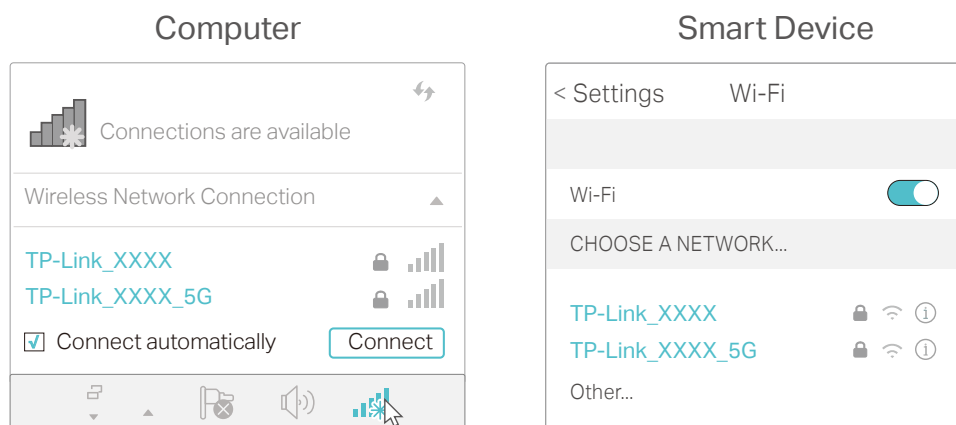 Computer
Connections are available
Wireless Network Connection
TP-Link_XXXX
TP-Link_XXXX_5G
Connect automatically
Connect
Smart Device
< Settings
Wi-Fi
Wi-Fi
CHOOSE A NETWORK...
TP-Link_XXXX
TP-Link_XXXX_5G
Other...